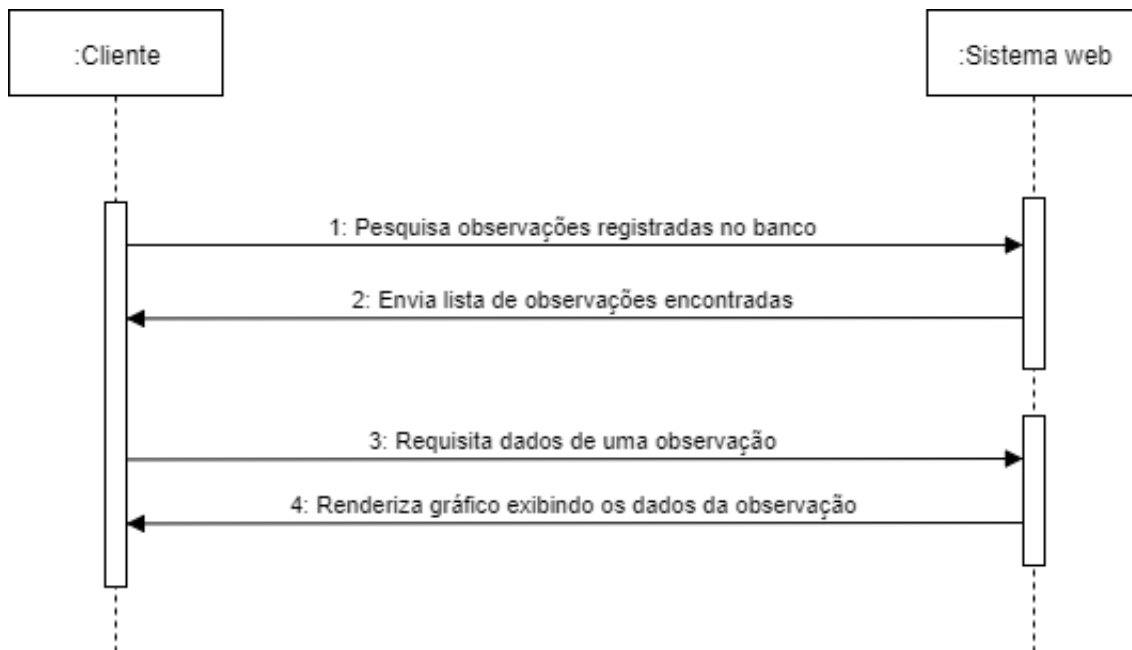 :Cliente
:Sistema web
1: Pesquisa observações registradas no banco
2: Envia lista de observações encontradas
3: Requisita dados de uma observação
4: Renderiza gráfico exibindo os dados da observação